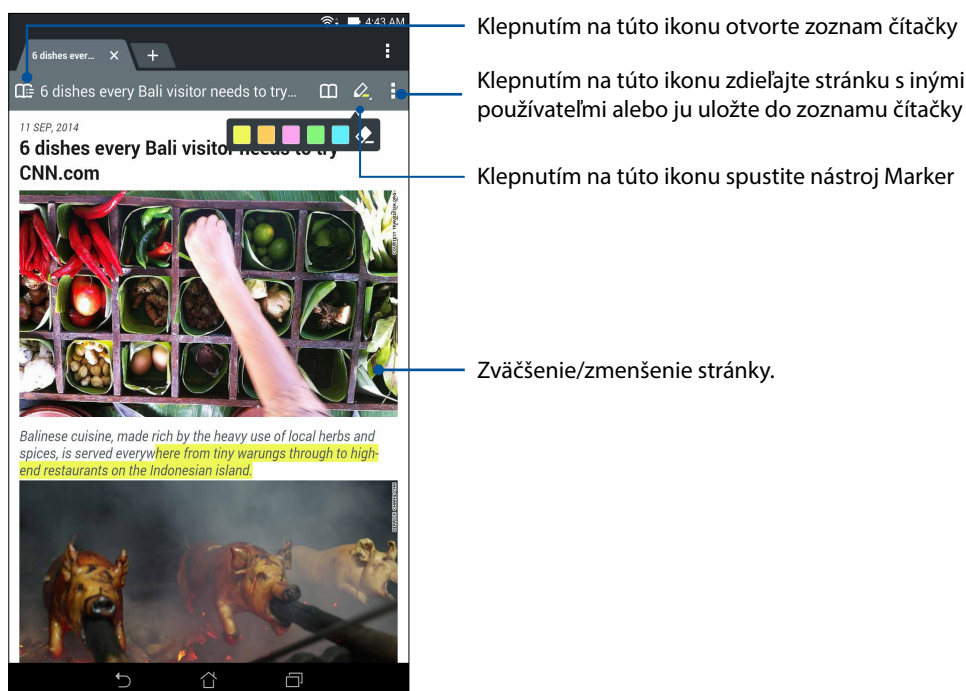 4:43 AM
6 dishes ever...
6 dishes every Bali visitor needs to try...
11 SEP, 2014
6 dishes every Bali visitor needs to try
CNN.com
Balinese cuisine, made rich by the heavy use of local herbs and
spices, is served everywhere from tiny warungs through to high-
end restaurants on the Indonesian island.
Klepnutím na túto ikonu otvorte zoznam čítačky
Klepnutím na túto ikonu zdieľajte stránku s inými
používateľmi alebo ju uložte do zoznamu čítačky
Klepnutím na túto ikonu spustite nástroj Marker
Zväčšenie/zmenšenie stránky.